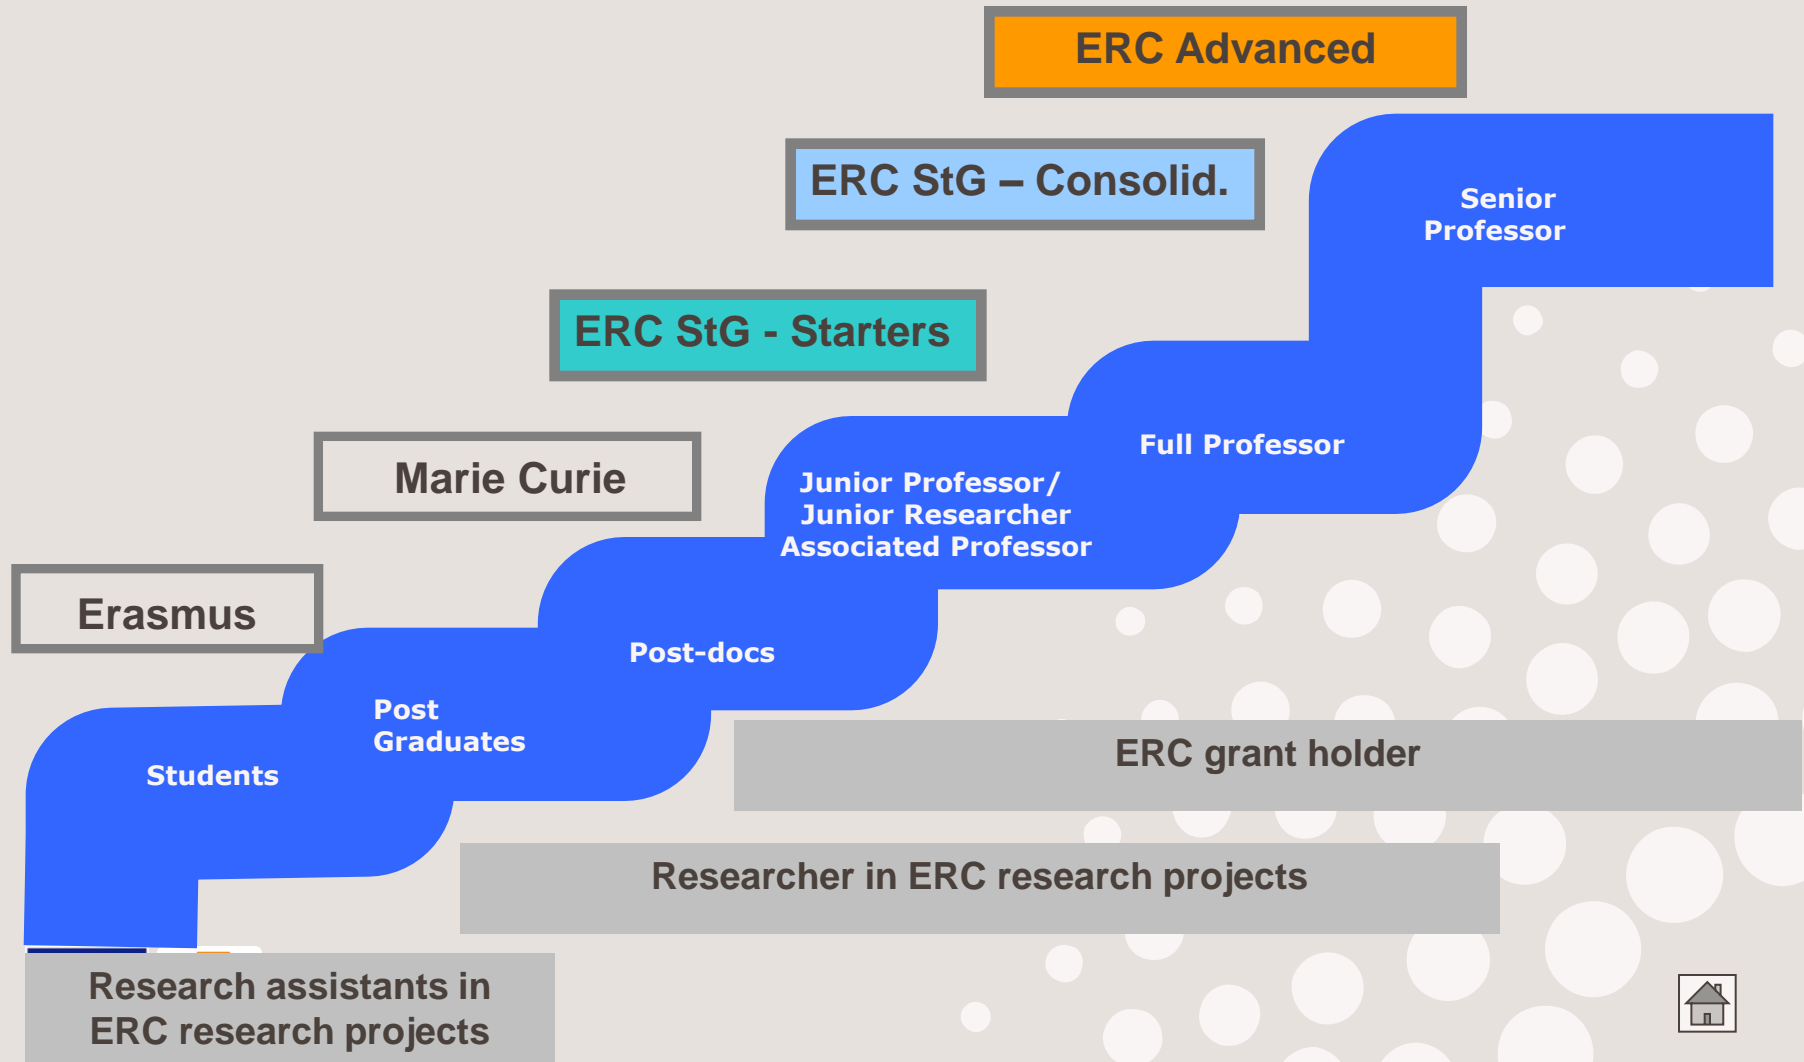 ERC Advanced
ERC StG – Consolid.
Senior
Professor
ERC StG - Starters
Full Professor
Marie Curie
Junior Professor/
Junior Researcher
Associated Professor
Erasmus
Post-docs
Post
Graduates
Students
ERC grant holder
Researcher in ERC research projects
Research assistants in
ERC research projects